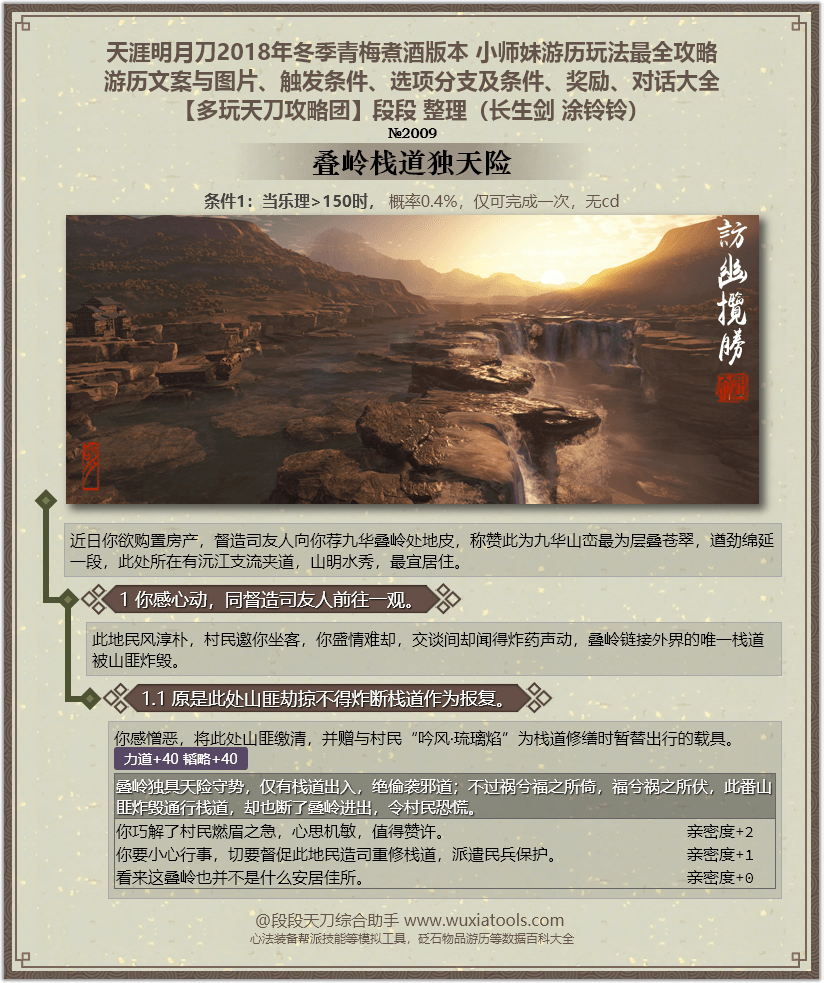 天涯明月刀2018年冬季青梅煮酒版本 小师妹游历玩法最全攻略
游历文案与图片、触发条件、选项分支及条件、奖励、对话大全
【多玩天刀攻略团】段段 整理（长生剑 涂铃铃）
№2009
叠岭栈道独天险
条件1：当乐理>150时， 概率0.4%，仅可完成一次，无cd
訪幽攬勝
近日你欲购置房产，督造司友人向你荐九华叠岭处地皮，称赞此为九华山峦最为层叠苍翠，遒劲绵延
一段，此处所在有沅江支流夹道，山明水秀，最宜居住。
1 你感心动，同督造司友人前往一观。
此地民风淳朴，村民邀你坐客，你盛情难却，交谈间却闻得炸药声动，叠岭链接外界的唯一栈道
被山匪炸毁。
1.1 原是此处山匪劫掠不得炸断栈道作为报复。
你感憎恶，将此处山匪缴清，并赠与村民“吟风·琉璃焰”为栈道修缮时暂替出行的载具。
力道+40 韬略+40
叠岭独具天险守势，仅有栈道出入，绝偷袭邪道；不过祸兮福之所倚，福兮祸之所伏，此番山
匪炸毁通行栈道，却也断了叠岭进出，令村民恐慌。
你巧解了村民燃眉之急，心思机敏，值得赞许。 亲密度+2
你要小心行事，切要督促此地民造司重修栈道，派遣民兵保护。 亲密度+1
看来这叠岭也并不是什么安居住所。 亲密度+0
@段段天刀综合助手 www.wuxiatools.com
心法装备帮派技能等模拟工具，砭石物品游历等数据百科大全